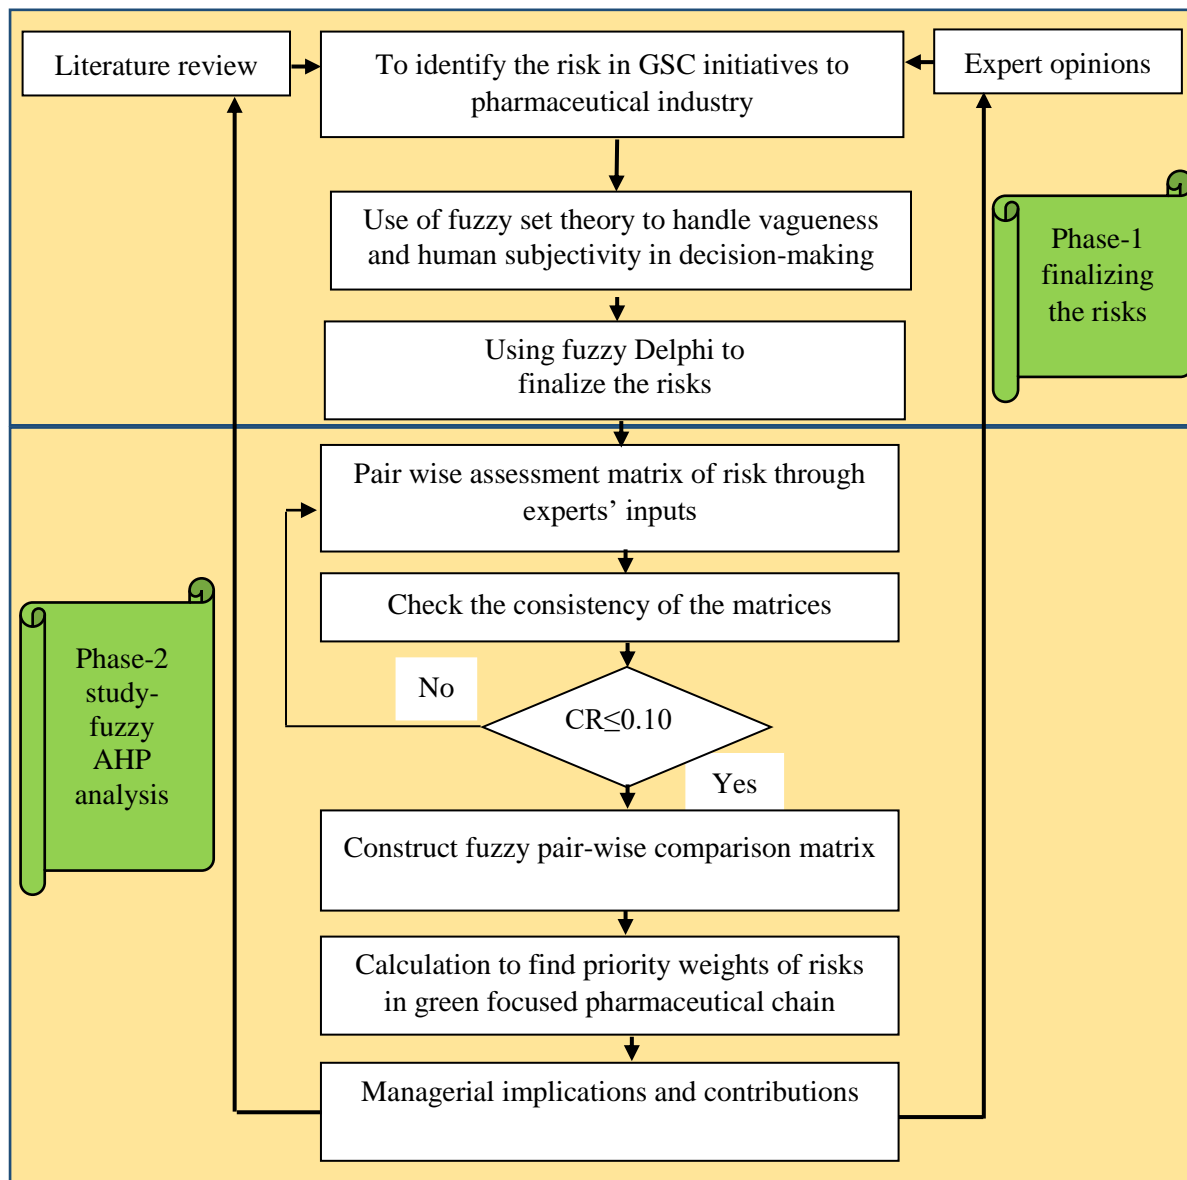 Literature review
To identify the risk in GSC initiatives to
pharmaceutical industry
Expert opinions
Use of fuzzy set theory to handle vagueness
and human subjectivity in decision-making
Phase-1
finalizing
the risks
Using fuzzy Delphi to
finalize the risks
Pair wise assessment matrix of risk through
experts’ inputs
Check the consistency of the matrices
Phase-2
study-
fuzzy
AHP
analysis
No
CR≤0.10
Yes
Construct fuzzy pair-wise comparison matrix
Calculation to find priority weights of risks
in green focused pharmaceutical chain
Managerial implications and contributions